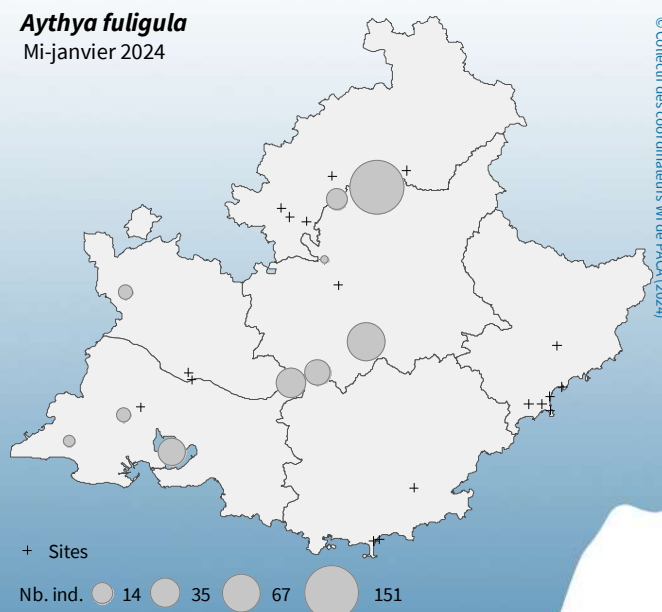 Aythya fuligula
Mi-janvier 2024
© Collectif des coordinateurs WI de PACA (2024)
+ Sites
Nb. ind. 14 35 67 151